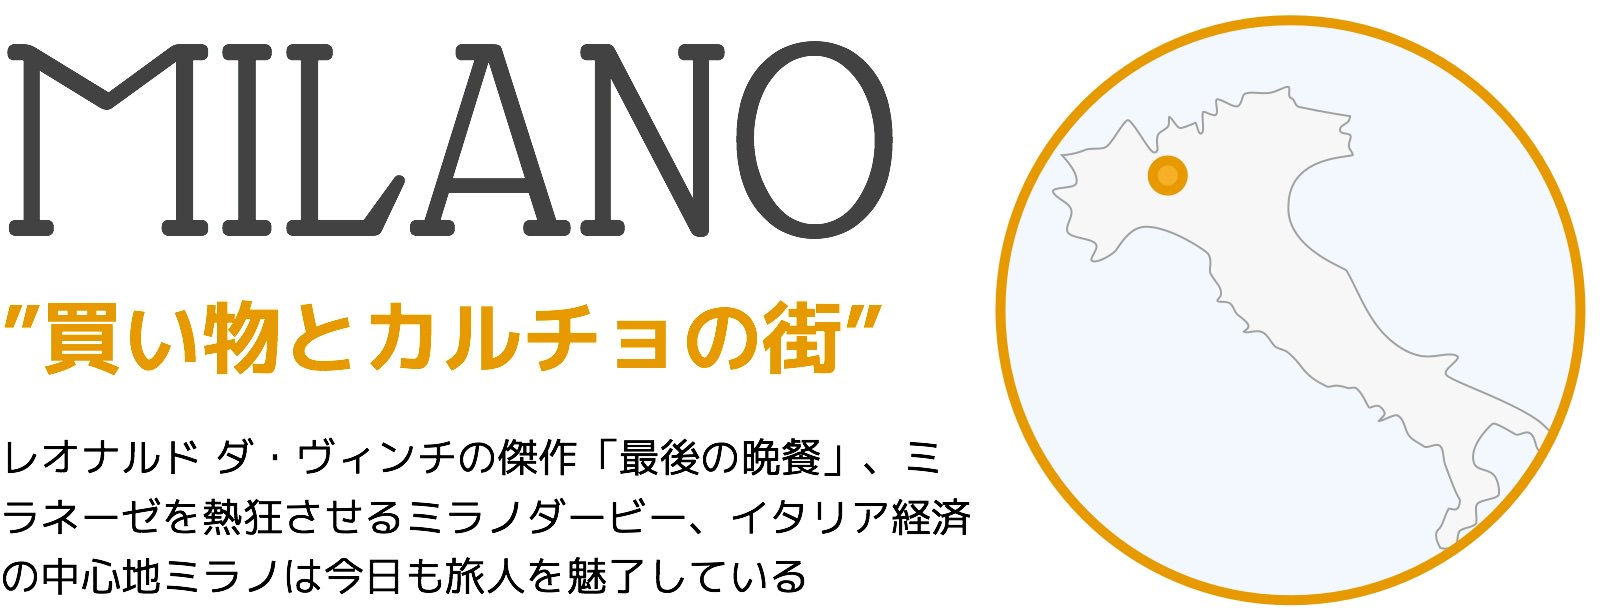 MILANO
”買い物とカルチョの街”
レオナルド ダ・ヴィンチの傑作「最後の晩餐」、ミ
ラネーゼを熱狂させるミラノダービー、イタリア経済
の中心地ミラノは今日も旅人を魅了している